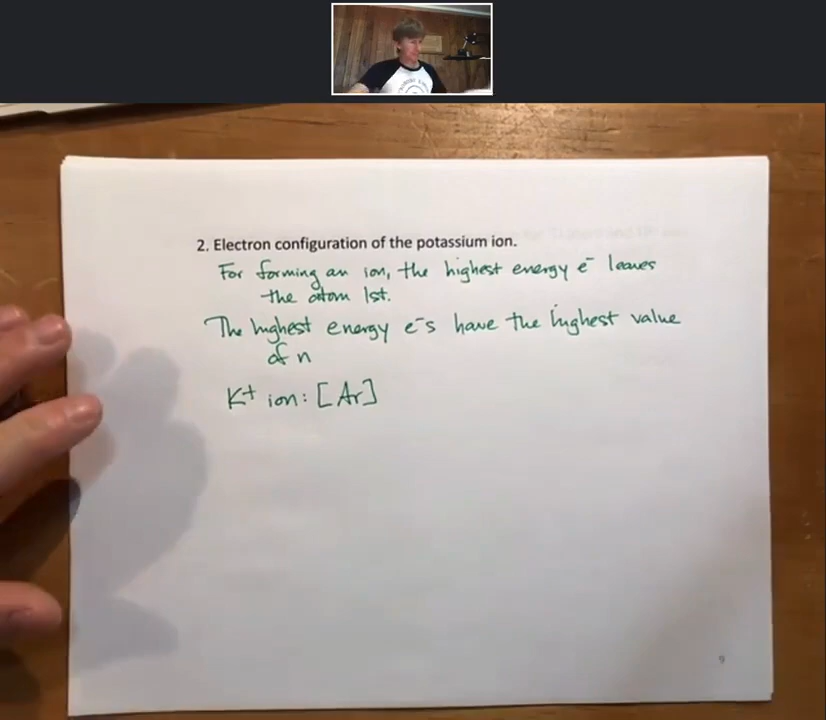 2. Electron configuration of the potassium ion.
For forming an ion, the highest energy e⁻ leaves
the atom 1st.
The highest energy e⁻s have the highest value
of n
K⁺ ion: [Ar]
9